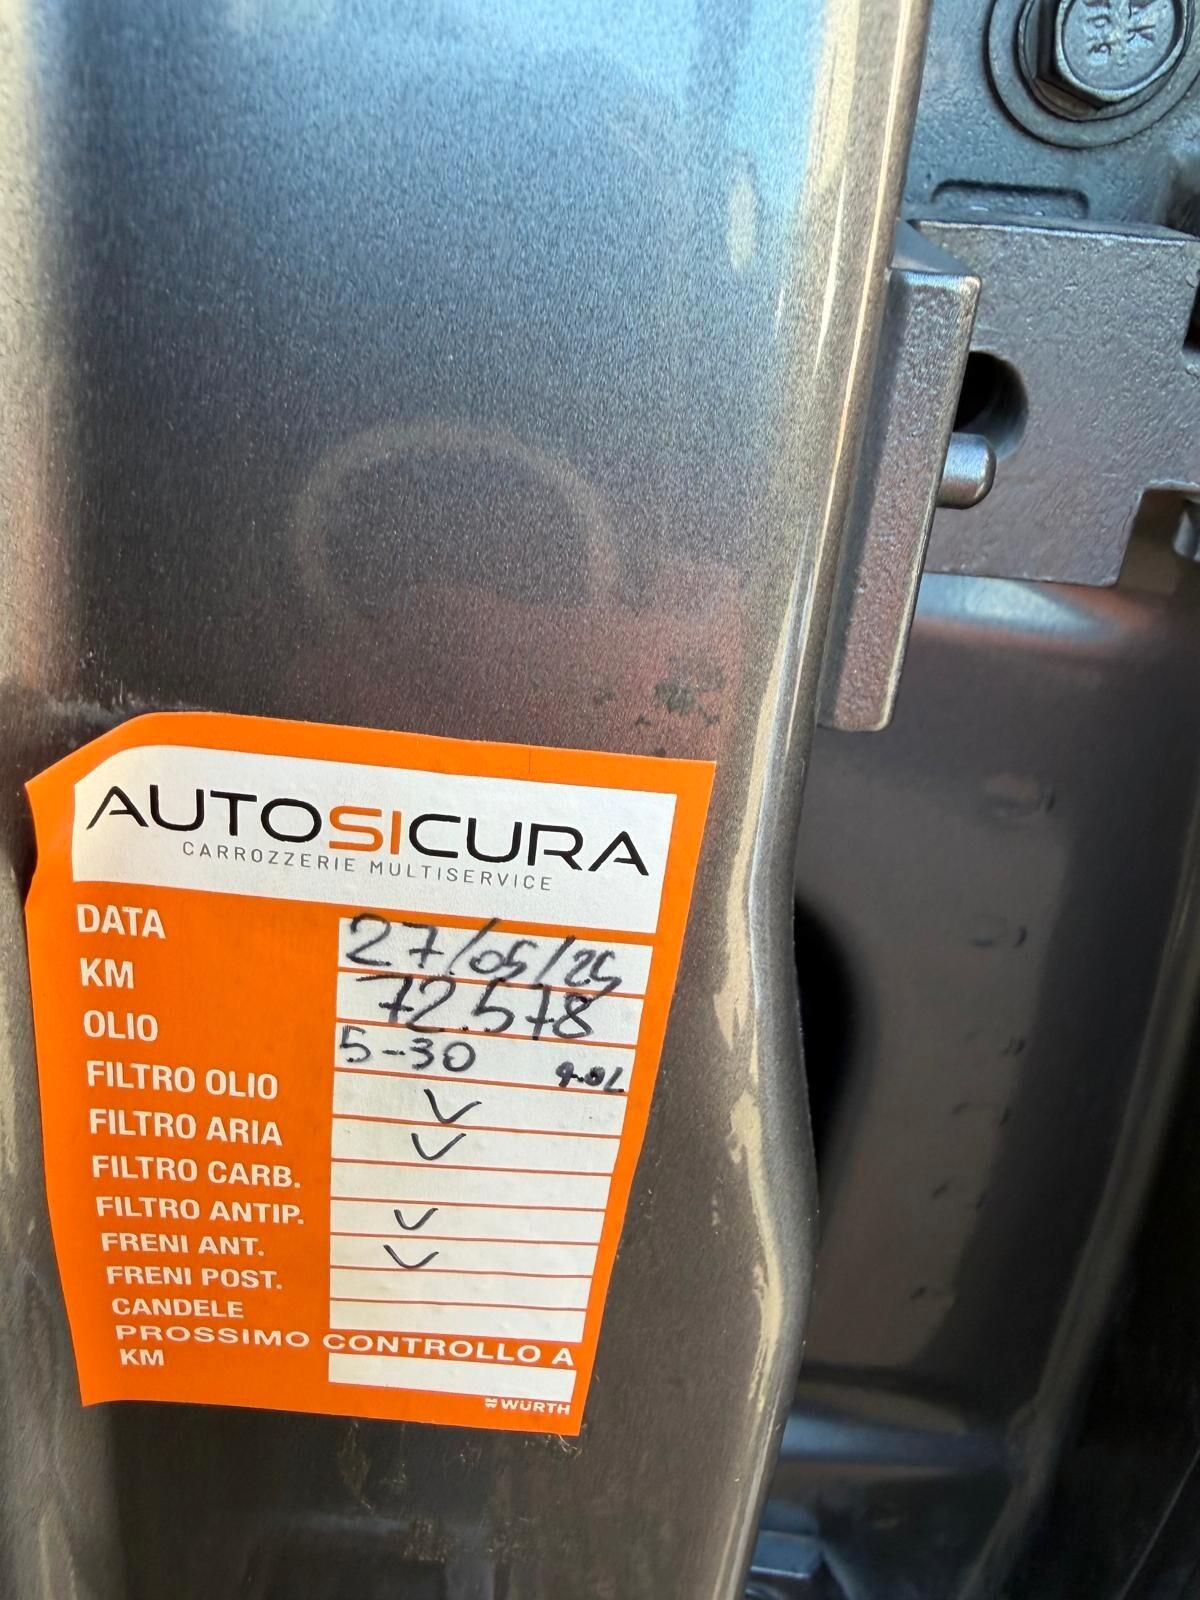 AUTOSICURA
CARROZZERIE MULTISERVICE
DATA 27/05/25
KM 72.578
OLIO 5-30
FILTRO OLIO ✓
FILTRO ARIA ✓
FILTRO CARB.
FILTRO ANTIP. ✓
FRENI ANT. ✓
FRENI POST.
CANDELE
PROSSIMO CONTROLLO A
KM
WÜRTH